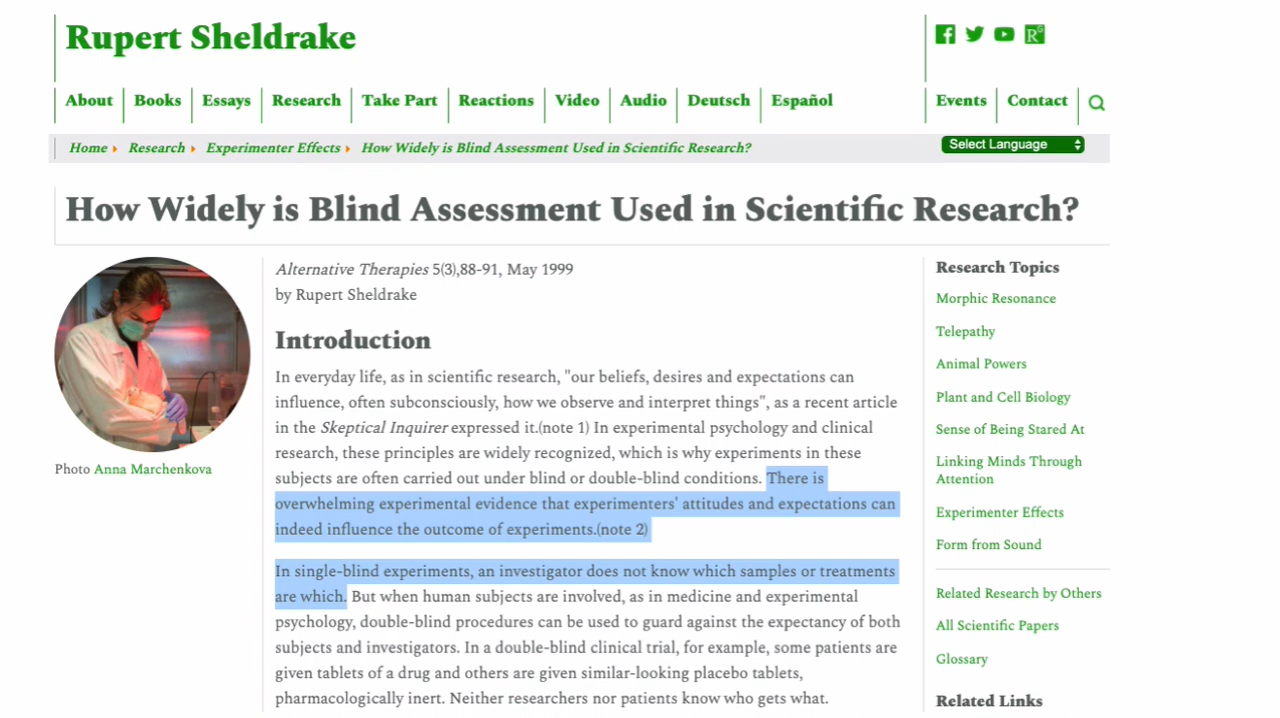 Rupert Sheldrake
About Books Essays Research Take Part Reactions Video Audio Deutsch Español Events Contact
Home Research Experimenter Effects How Widely is Blind Assessment Used in Scientific Research? Select Language
How Widely is Blind Assessment Used in Scientific Research?
Photo Anna Marchenkova
Alternative Therapies 5(3),88-91, May 1999
by Rupert Sheldrake
Introduction
In everyday life, as in scientific research, "our beliefs, desires and expectations can
influence, often subconsciously, how we observe and interpret things", as a recent article
in the Skeptical Inquirer expressed it.(note 1) In experimental psychology and clinical
research, these principles are widely recognized, which is why experiments in these
subjects are often carried out under blind or double-blind conditions. There is
overwhelming experimental evidence that experimenters' attitudes and expectations can
indeed influence the outcome of experiments.(note 2)
In single-blind experiments, an investigator does not know which samples or treatments
are which. But when human subjects are involved, as in medicine and experimental
psychology, double-blind procedures can be used to guard against the expectancy of both
subjects and investigators. In a double-blind clinical trial, for example, some patients are
given tablets of a drug and others are given similar-looking placebo tablets,
pharmacologically inert. Neither researchers nor patients know who gets what.
Research Topics
Morphic Resonance
Telepathy
Animal Powers
Plant and Cell Biology
Sense of Being Stared At
Linking Minds Through
Attention
Experimenter Effects
Form from Sound
Related Research by Others
All Scientific Papers
Glossary
Related Links